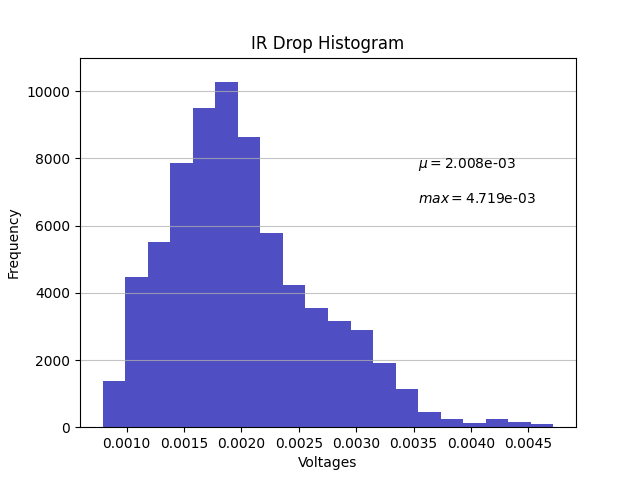 IR Drop Histogram
10000
8000
6000
4000
2000
0
Frequency
μ = 2.008e-03
max = 4.719e-03
0.0010 0.0015 0.0020 0.0025 0.0030 0.0035 0.0040 0.0045
Voltages